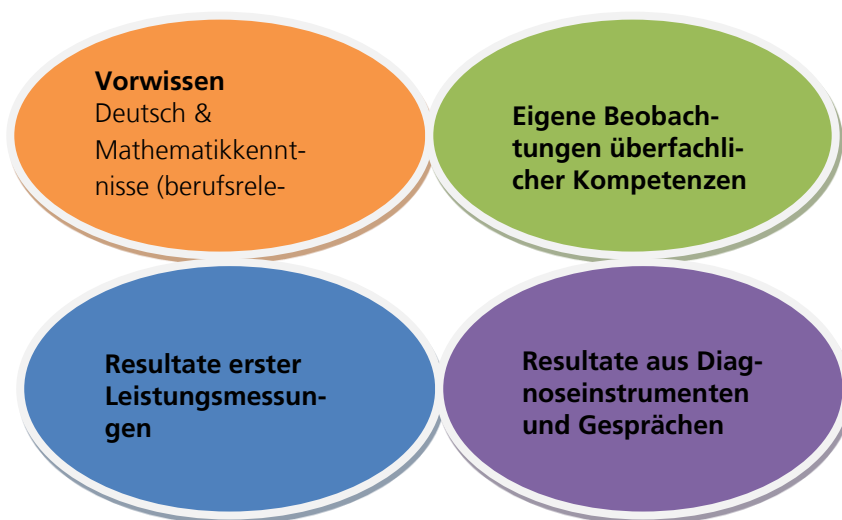 Vorwissen
Deutsch &
Mathematikkennt-
nisse (berufsrele-
Eigene Beobach-
tungen überfachli-
cher Kompetenzen
Resultate erster
Leistungsmessun-
gen
Resultate aus Diag-
noseinstrumenten
und Gesprächen